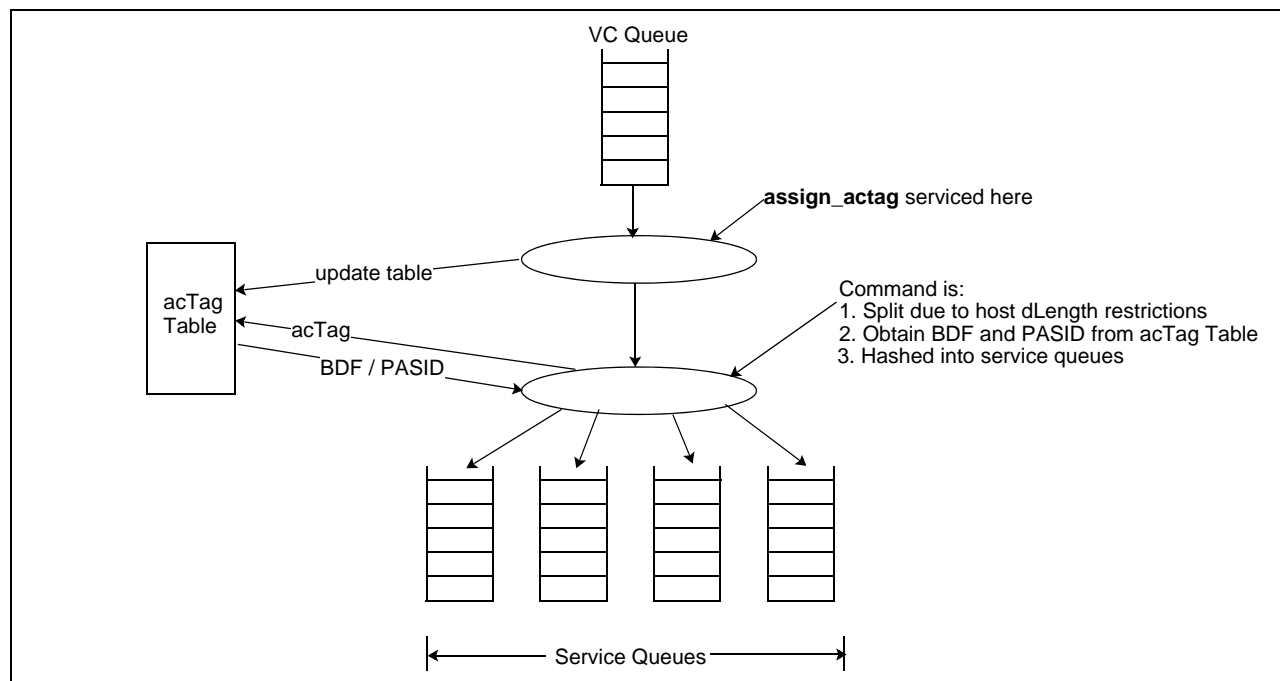 VC Queue
assign_actag serviced here
update table
acTag
Table
acTag
BDF / PASID
Command is:
1. Split due to host dLength restrictions
2. Obtain BDF and PASID from acTag Table
3. Hashed into service queues
Service Queues